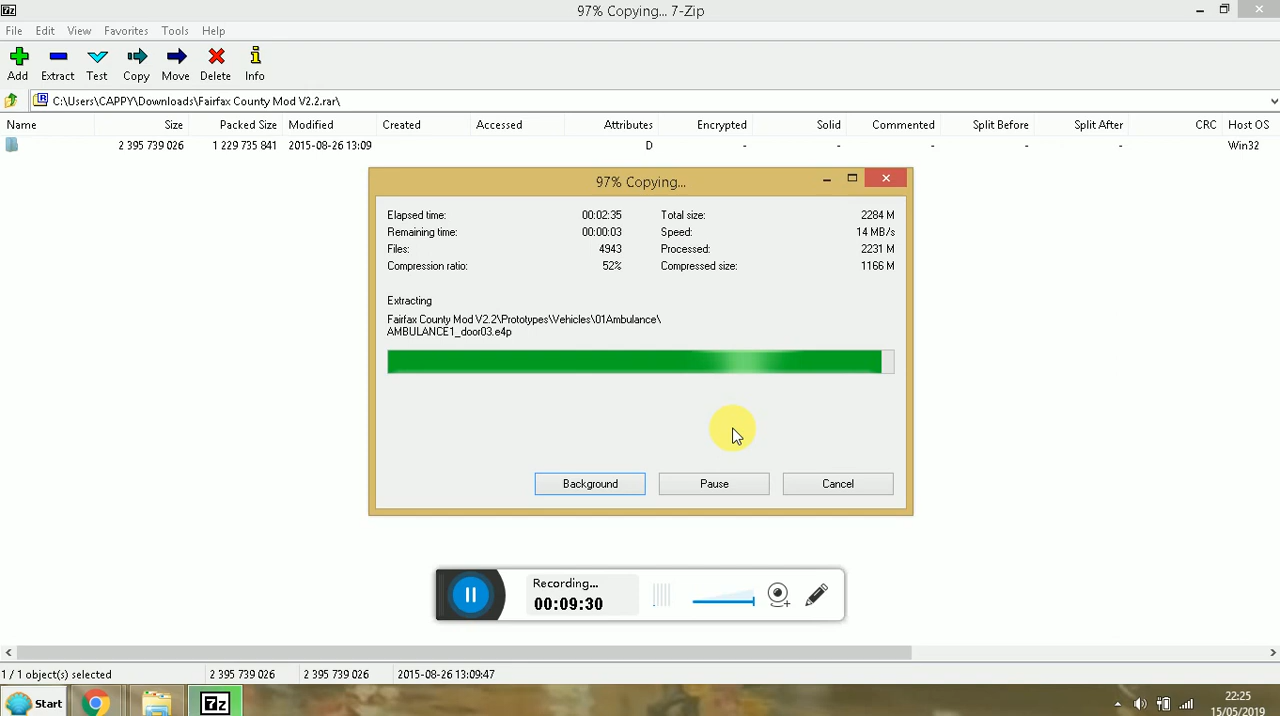 7z
97% Copying... 7-Zip
File Edit View Favorites Tools Help
Add Extract Test Copy Move Delete Info
C:\Users\CAPPY\Downloads\Fairfax County Mod V2.2.rar\
Name Size Packed Size Modified Created Accessed Attributes Encrypted Solid Commented Split Before Split After CRC Host OS
2 395 739 026 1 229 735 841 2015-08-26 13:09 D - - - - - Win32
97% Copying...
Elapsed time: 00:02:35 Total size: 2284 M
Remaining time: 00:00:03 Speed: 14 MB/s
Files: 4943 Processed: 2231 M
Compression ratio: 52% Compressed size: 1166 M
Extracting
Fairfax County Mod V2.2\Prototypes\Vehicles\01Ambulance\
AMBULANCE1_door03.e4p
Background Pause Cancel
Recording...
00:09:30
1 / 1 object(s) selected 2 395 739 026 2 395 739 026 2015-08-26 13:09:47
Start 7z 22:25
15/05/2019